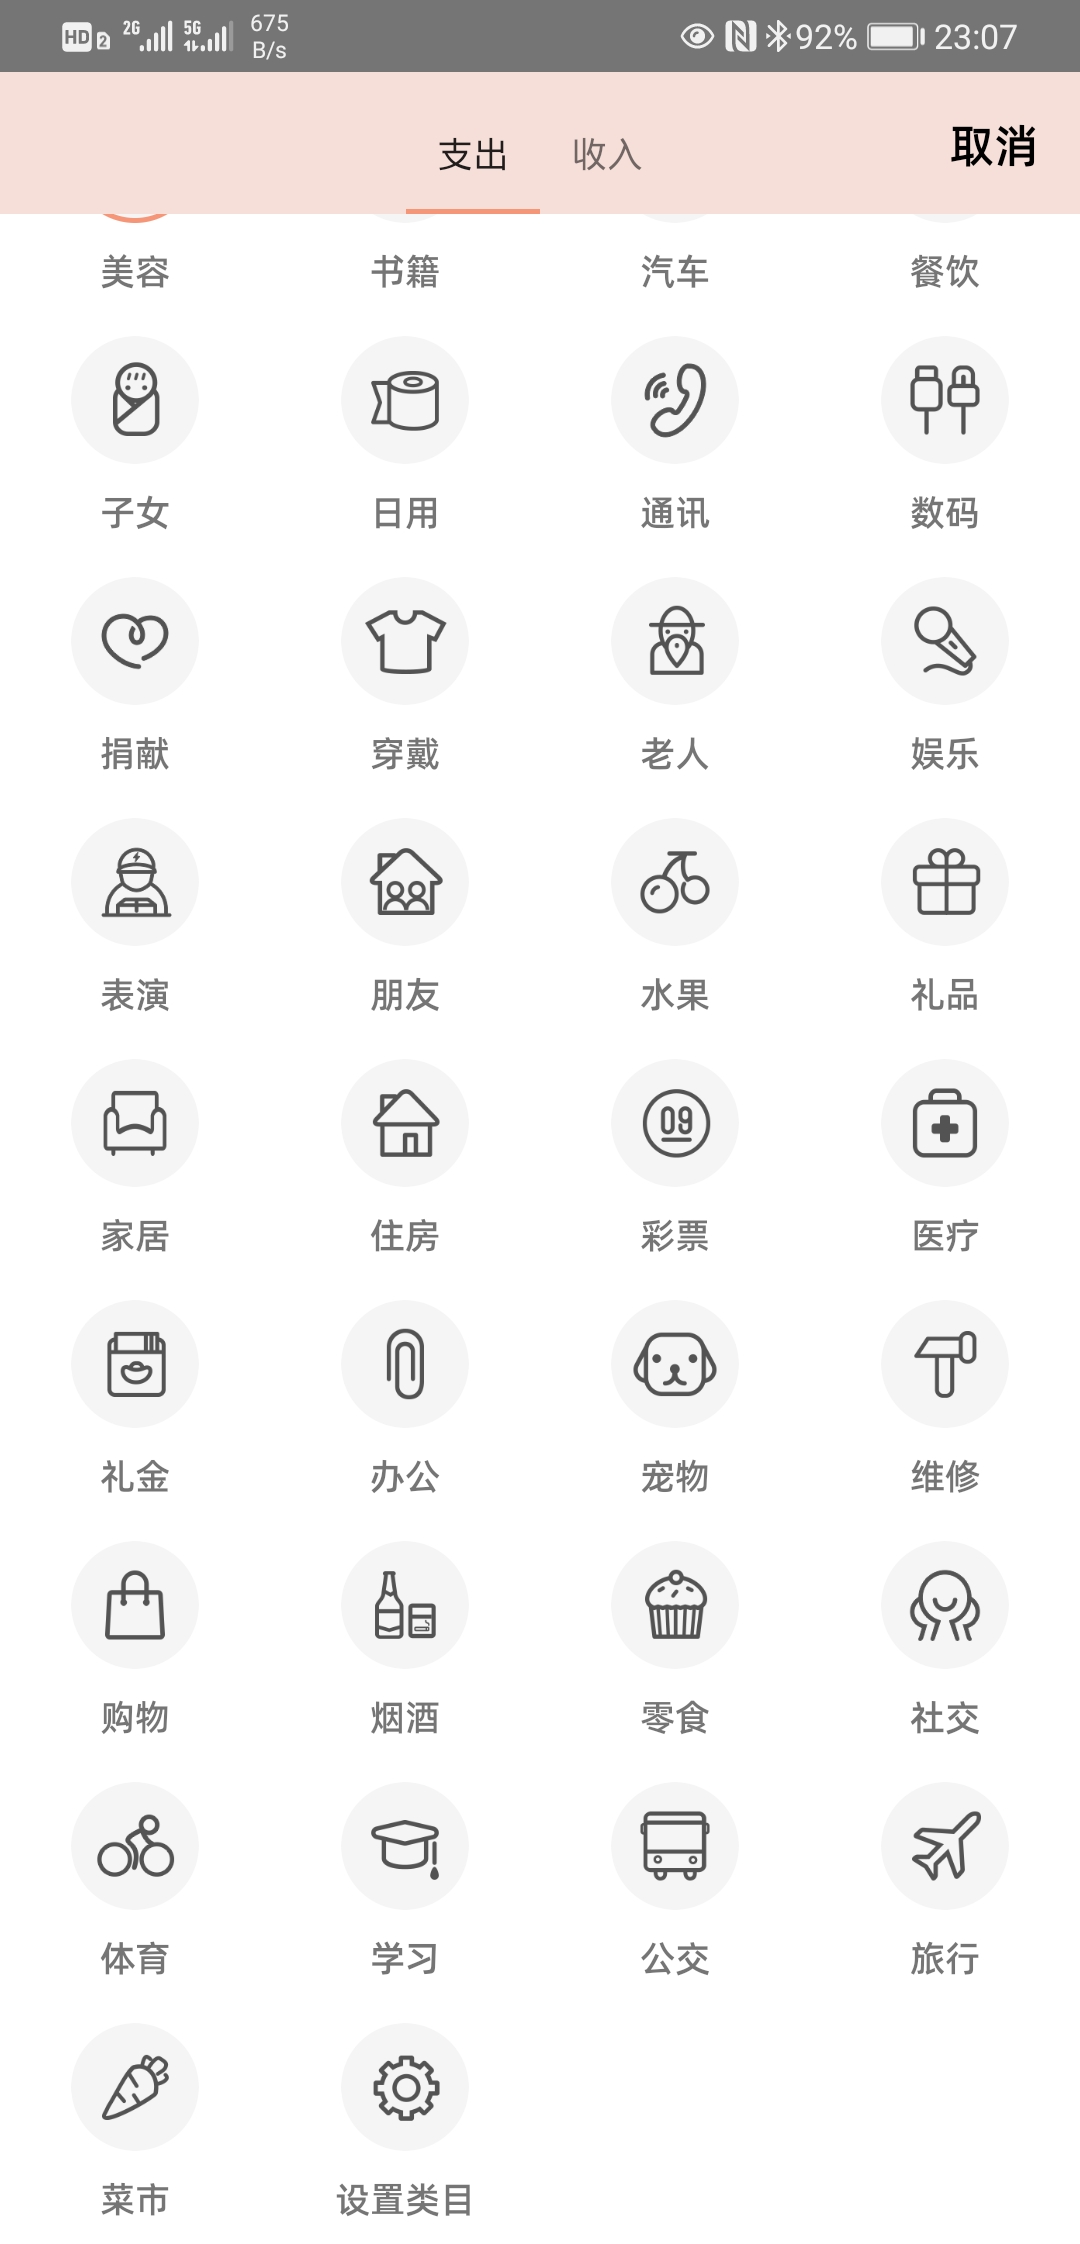 HD 2 2G 5G 675 B/s 92% 23:07
支出 收入 取消
美容 书籍 汽车 餐饮
子女 日用 通讯 数码
捐献 穿戴 老人 娱乐
表演 朋友 水果 礼品
09
家居 住房 彩票 医疗
礼金 办公 宠物 维修
购物 烟酒 零食 社交
体育 学习 公交 旅行
菜市 设置类目